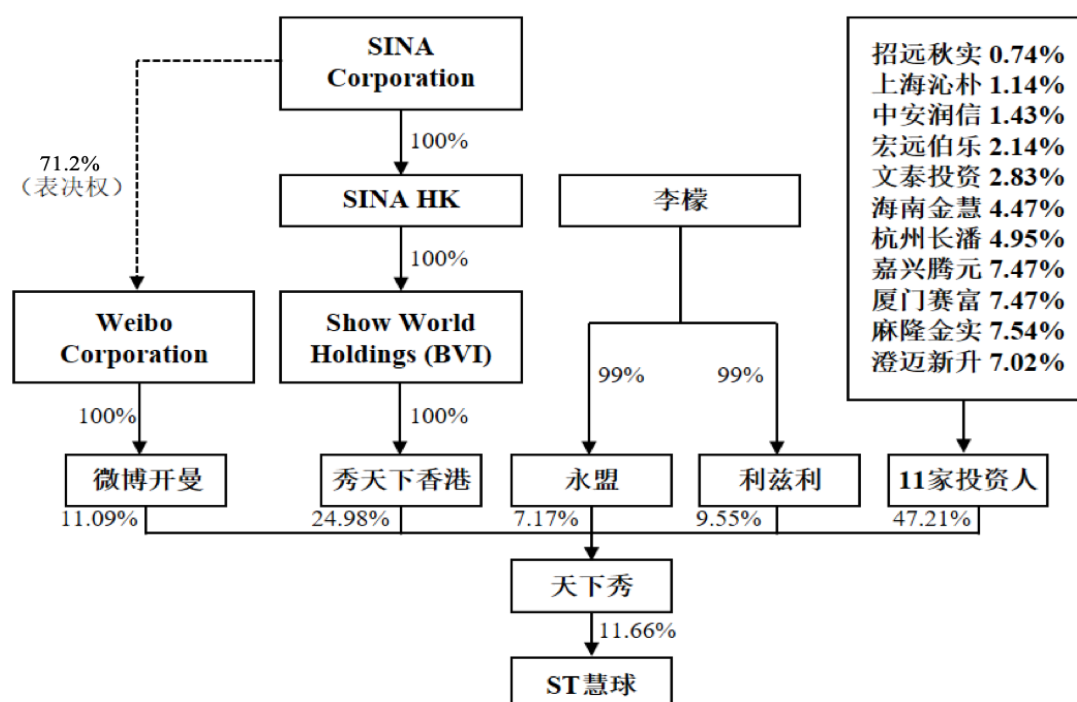 SINA
Corporation
招远秋实 0.74%
上海沁朴 1.14%
中安润信 1.43%
宏远伯乐 2.14%
文泰投资 2.83%
海南金慧 4.47%
杭州长潘 4.95%
嘉兴腾元 7.47%
厦门赛富 7.47%
麻隆金实 7.54%
澄迈新升 7.02%
71.2%
（表决权）
100%
SINA HK
李檬
100%
Weibo
Corporation
Show World
Holdings (BVI)
99%
99%
100%
100%
微博开曼
秀天下香港
永盟
利兹利
11家投资人
11.09%
24.98%
7.17%
9.55%
47.21%
天下秀
11.66%
ST慧球